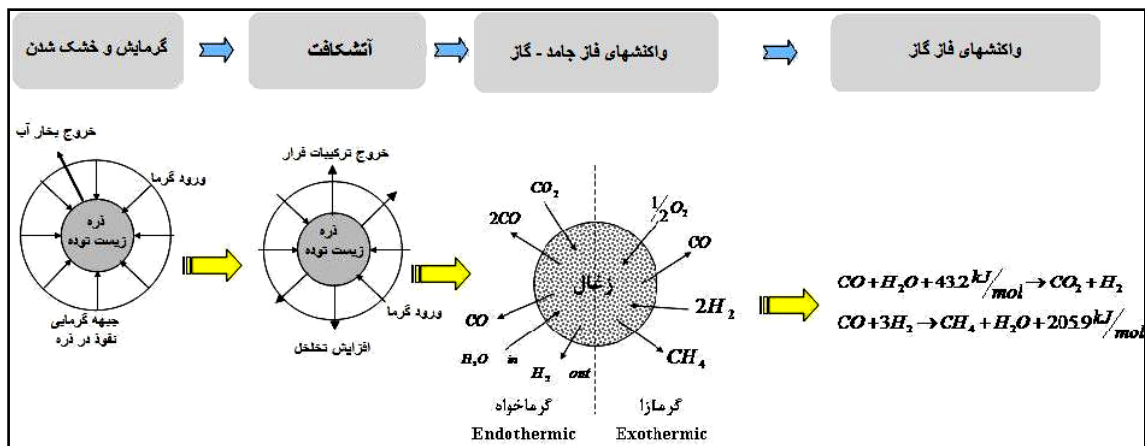 گرمایش و خشک شدن
آتشکافت
واکنشهای فاز جامد - گاز
واکنشهای فاز گاز
خروج بخار آب
ورود گرما
ذره
زیست توده
جبهه گرمایی
نفوذ در ذره
خروج ترکیبات فرار
ذره
زیست توده
ورود گرما
افزایش تخلخل
CO₂
2CO
½O₂
CO
زغال
CO
2H₂
H₂O in
H₂ out
CH₄
گرماخواه
گرمازا
Endothermic
Exothermic
CO+H₂O+43.2 kJ/mol→CO₂+H₂
CO+3H₂→CH₄+H₂O+205.9 kJ/mol